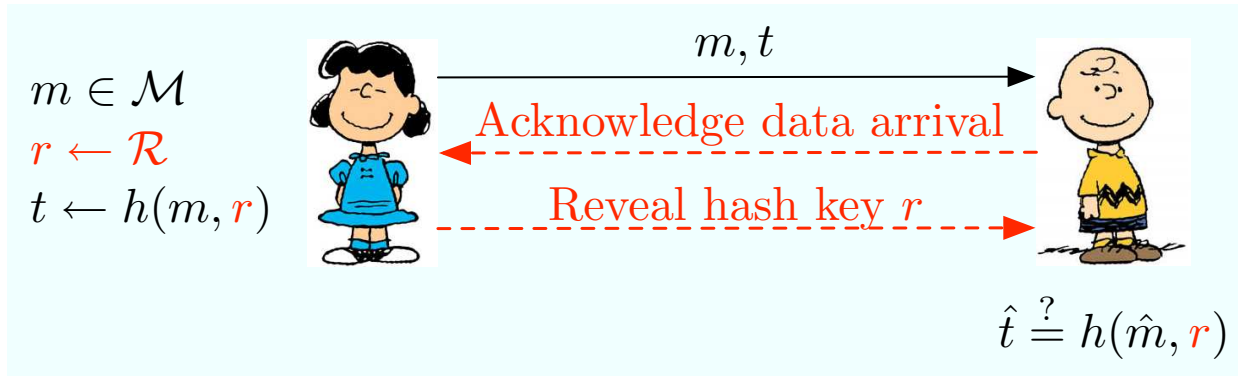 m ∈ ℳ
r ← ℛ
t ← h(m, r)
m, t
Acknowledge data arrival
Reveal hash key r
t̂ ≟ h(m̂, r)